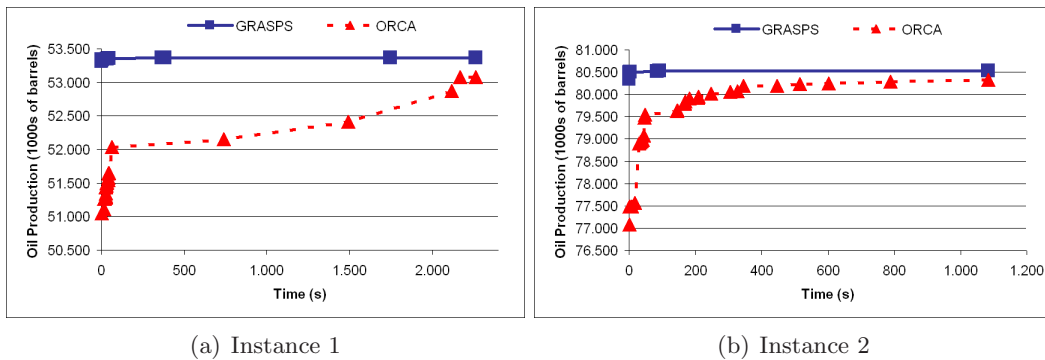 GRASPS ORCA
53.500
53.000
52.500
52.000
51.500
51.000
50.500
Oil Production (1000s of barrels)
0 500 1.000 1.500 2.000
Time (s)
(a) Instance 1
GRASPS ORCA
81.000
80.500
80.000
79.500
79.000
78.500
78.000
77.500
77.000
76.500
Oil Production (1000s of barrels)
0 200 400 600 800 1.000 1.200
Time (s)
(b) Instance 2